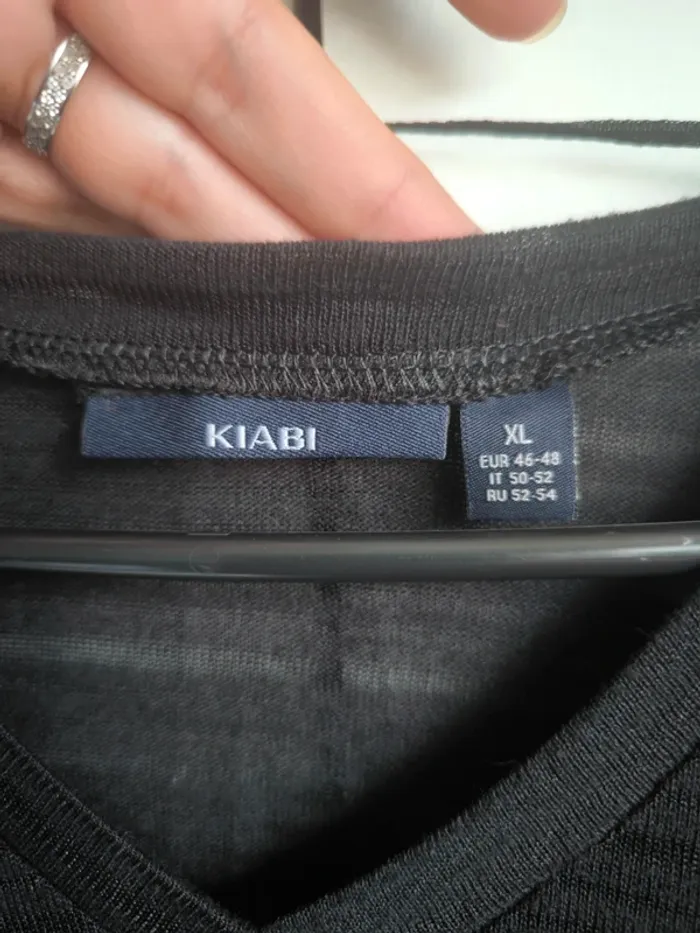 KIABI
XL
EUR 46-48
IT 50-52
RU 52-54